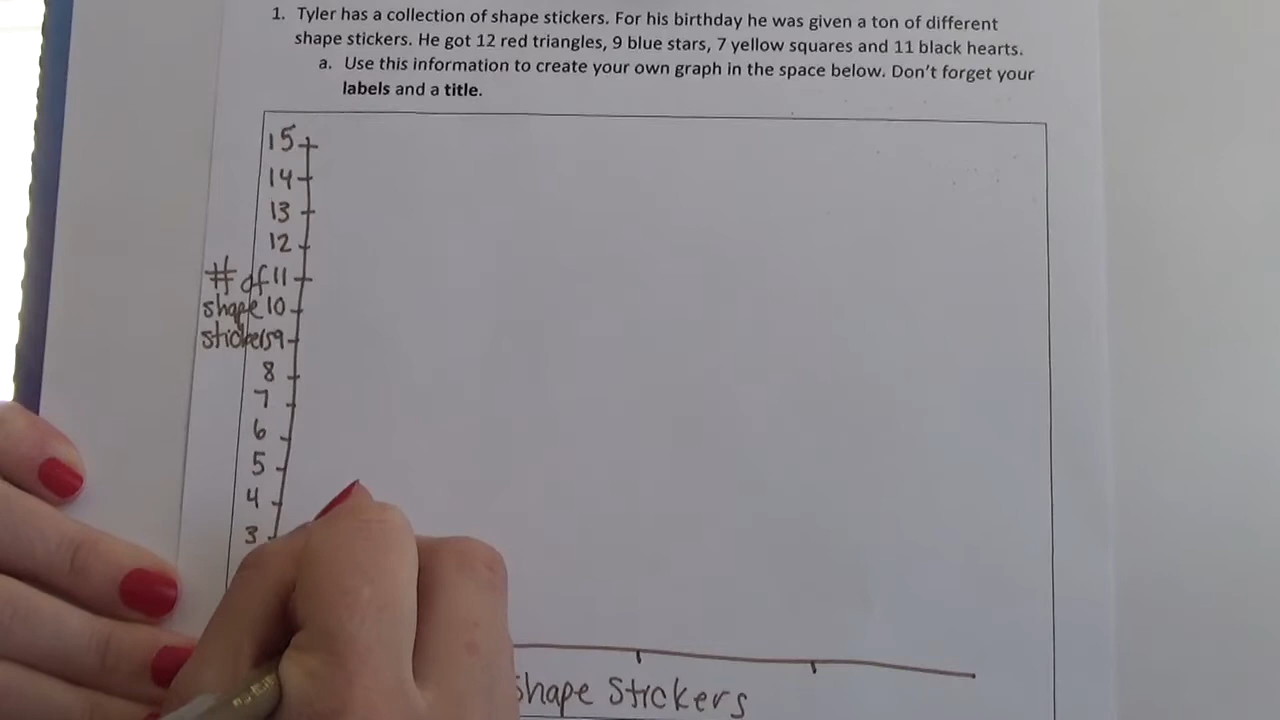 1. Tyler has a collection of shape stickers. For his birthday he was given a ton of different
shape stickers. He got 12 red triangles, 9 blue stars, 7 yellow squares and 11 black hearts.
a. Use this information to create your own graph in the space below. Don't forget your
labels and a title.
15
14
13
12
# of 11
shape 10
stickers 9
8
7
6
5
4
3
shape Stickers